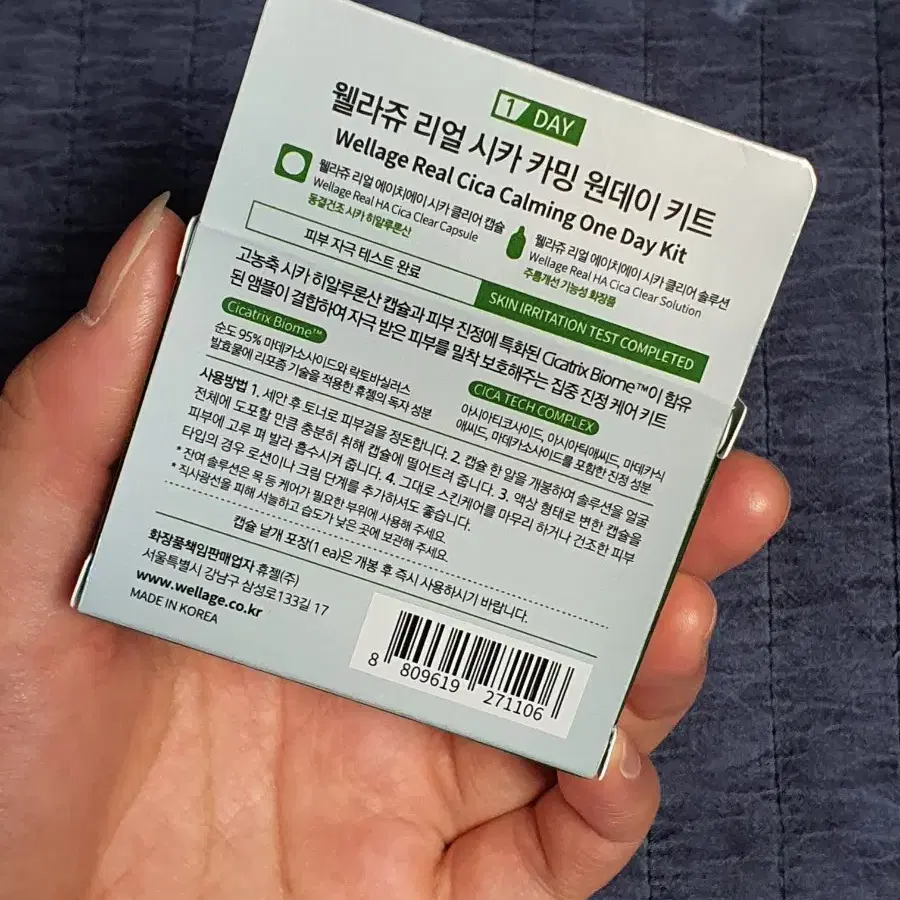 1 DAY
웰라쥬 리얼 시카 카밍 원데이 키트
Wellage Real Cica Calming One Day Kit
웰라쥬 리얼 에이치에이 시카 클리어 캡슐
Wellage Real HA Cica Clear Capsule
동결건조 시카 히알루론산
웰라쥬 리얼 에이치에이 시카 클리어 솔루션
Wellage Real HA Cica Clear Solution
주름개선 기능성 화장품
피부 자극 테스트 완료
SKIN IRRITATION TEST COMPLETED
고농축 시카 히알루론산 캡슐과 피부 진정에 특화된 Cicatrix Biome™이 함유
된 앰플이 결합하여 자극 받은 피부를 밀착 보호해주는 집중 진정 케어 키트
Cicatrix Biome™
순도 95% 마데카소사이드와 락토바실러스
발효물에 리포좀 기술을 적용한 휴젤의 독자 성분
CICA TECH COMPLEX
아시아티코사이드, 아시아틱애씨드, 마데카식
애씨드, 마데카소사이드를 포함한 진정 성분
사용방법 1. 세안 후 토너로 피부결을 정돈합니다. 2. 캡슐 한 알을 개봉하여 솔루션을 얼굴
전체에 도포할 만큼 충분히 취해 캡슐에 떨어트려 줍니다. 3. 액상 형태로 변한 캡슐을
피부에 고루 펴 발라 흡수시켜 줍니다. 4. 그대로 스킨케어를 마무리 하거나 건조한 피부
타입의 경우 로션이나 크림 단계를 추가하셔도 좋습니다.
* 잔여 솔루션은 목 등 케어가 필요한 부위에 사용해 주세요.
* 직사광선을 피해 서늘하고 습도가 낮은 곳에 보관해 주세요.
캡슐 낱개 포장(1 ea)은 개봉 후 즉시 사용하시기 바랍니다.
화장품책임판매업자 휴젤(주)
서울특별시 강남구 삼성로133길 17
www.wellage.co.kr
MADE IN KOREA
8 809619 271106